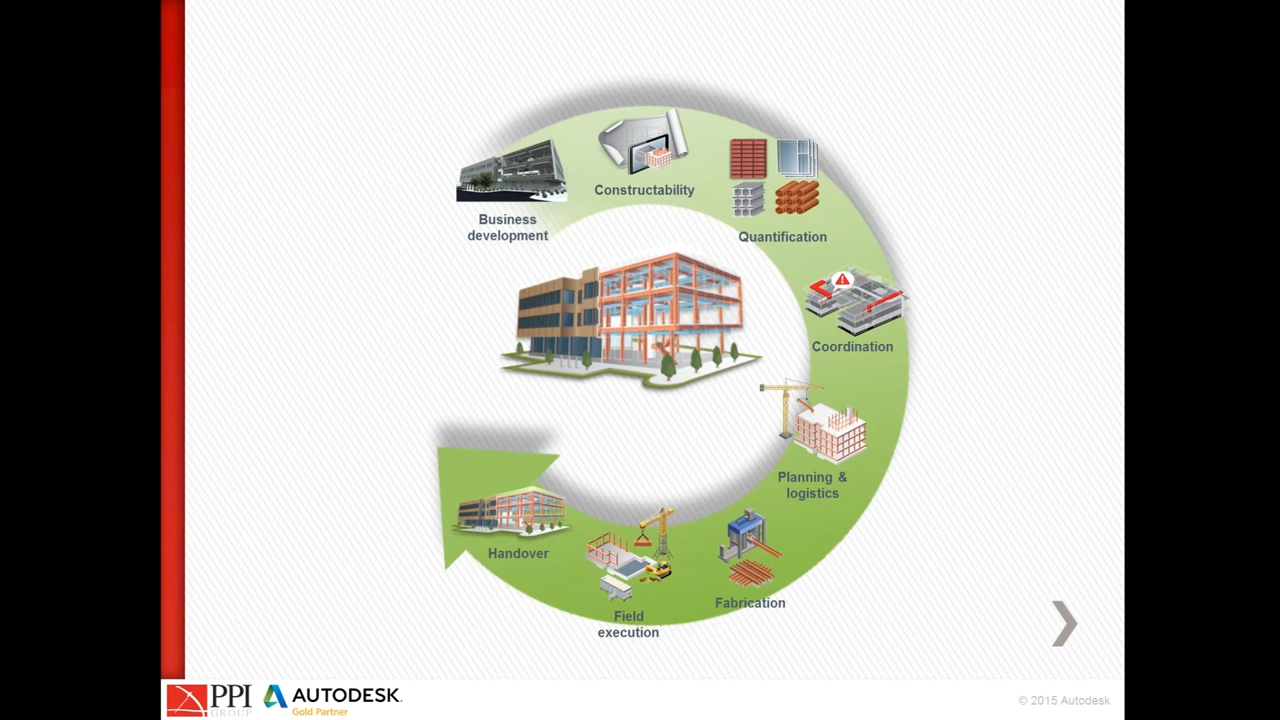 Constructability
Business
development
Quantification
Coordination
Planning &
logistics
Handover
Fabrication
Field
execution
PPI
GROUP
AUTODESK.
Gold Partner
© 2015 Autodesk